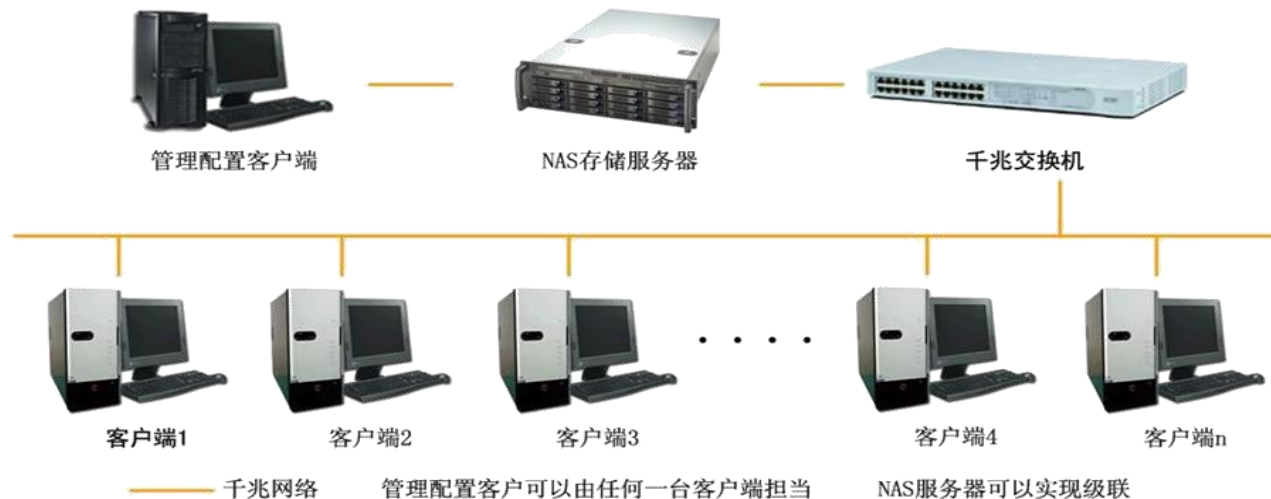 管理配置客户端
NAS存储服务器
千兆交换机
客户端1
客户端2
客户端3
客户端4
客户端n
千兆网络
管理配置客户可以由任何一台客户端担当
NAS服务器可以实现级联